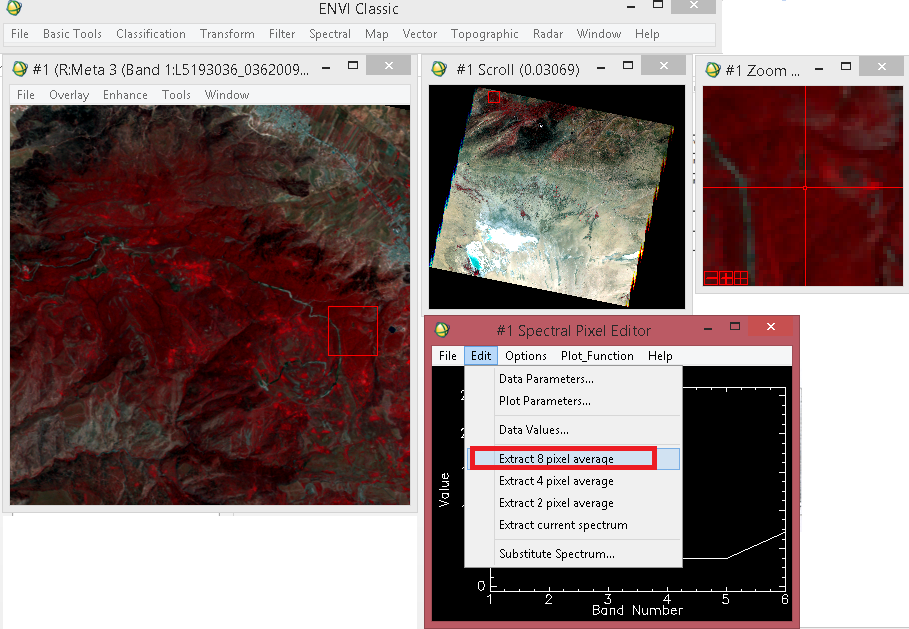 ENVI Classic
File Basic Tools Classification Transform Filter Spectral Map Vector Topographic Radar Window Help
#1 (R:Meta 3 (Band 1:L5193036_0362009...
File Overlay Enhance Tools Window
#1 Scroll (0.03069)
#1 Zoom ...
#1 Spectral Pixel Editor
File Edit Options Plot_Function Help
Data Parameters...
Plot Parameters...
Data Values...
Extract 8 pixel average
Extract 4 pixel average
Extract 2 pixel average
Extract current spectrum
Substitute Spectrum...
Value
0
1 2 3 4 5 6
Band Number